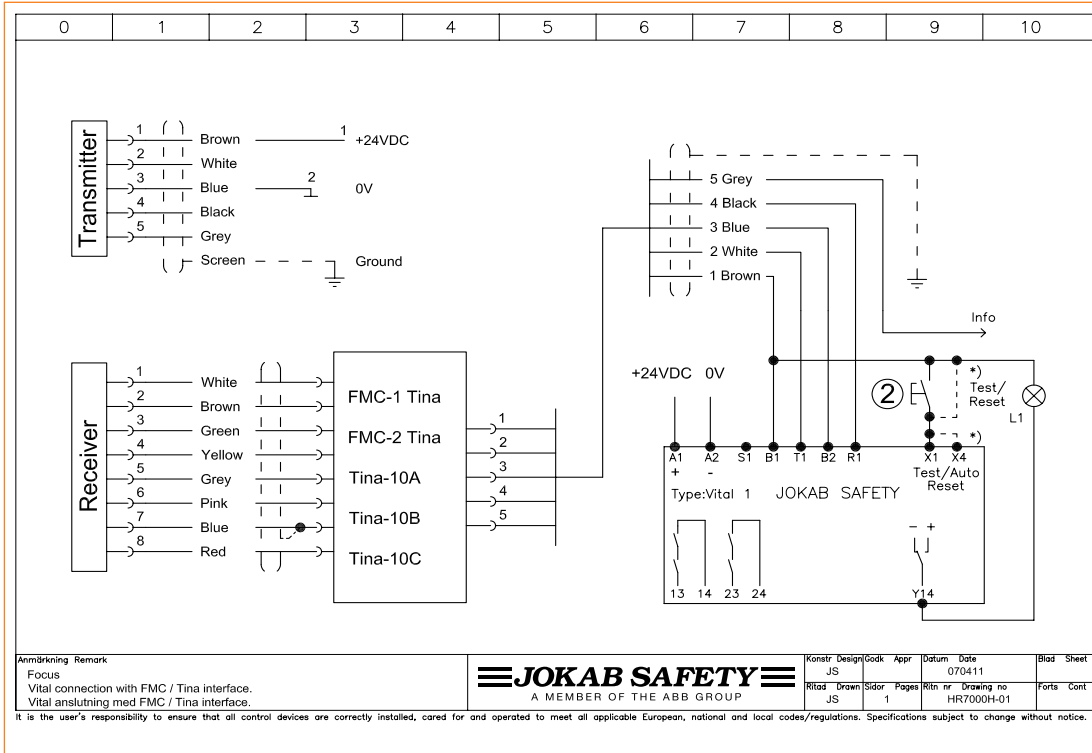 0 1 2 3 4 5 6 7 8 9 10
Transmitter
1 Brown 1 +24VDC
2 White
3 Blue 2 0V
4 Black
5 Grey
Screen Ground
5 Grey
4 Black
3 Blue
2 White
1 Brown
Info
Receiver
1 White
2 Brown
3 Green
4 Yellow
5 Grey
6 Pink
7 Blue
8 Red
FMC-1 Tina
FMC-2 Tina
Tina-10A
Tina-10B
Tina-10C
1
2
3
4
5
+24VDC 0V
2
*)
Test/
Reset
L1
*)
A1 A2 S1 B1 T1 B2 R1 X1 X4
+ -
Test/Auto
Reset
Type:Vital 1 JOKAB SAFETY
- +
13 14 23 24 Y14
Anmärkning Remark
Focus
Vital connection with FMC / Tina interface.
Vital anslutning med FMC / Tina interface.
JOKAB SAFETY
A MEMBER OF THE ABB GROUP
Konstr Design Godk Appr Datum Date Blad Sheet
JS 070411
Ritad Drawn Sidor Pages Ritn nr Drawing no Forts Cont
JS 1 HR7000H-01
It is the user's responsibility to ensure that all control devices are correctly installed, cared for and operated to meet all applicable European, national and local codes/regulations. Specifications subject to change without notice.